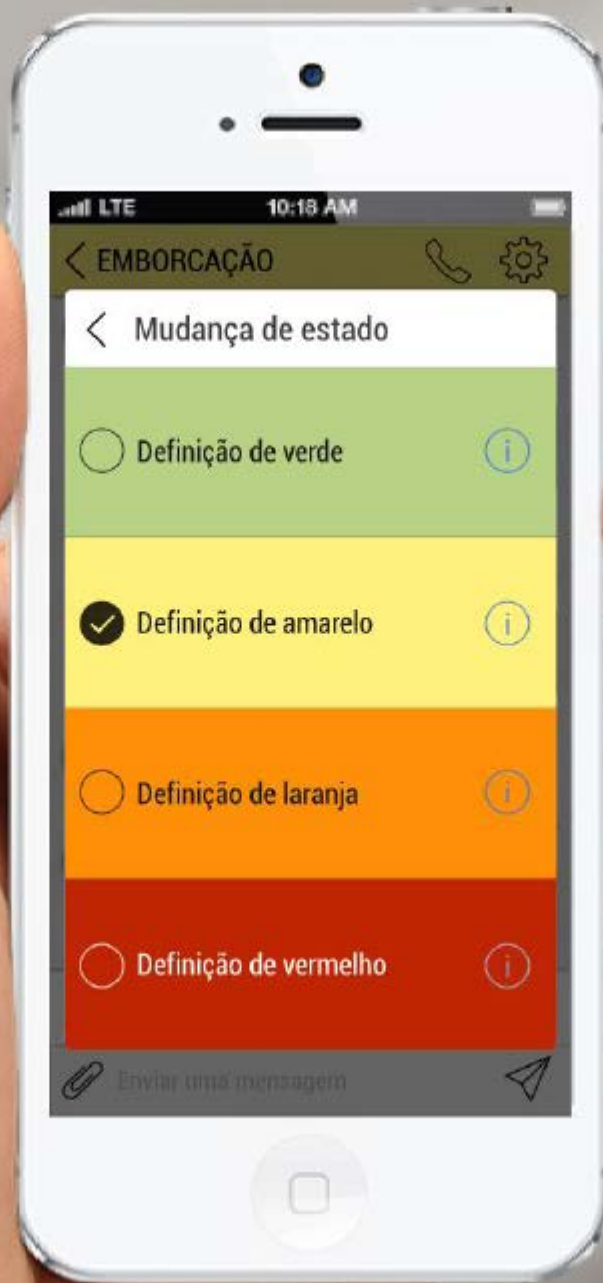 LTE 10:18 AM
EMBORCAÇÃO
Mudança de estado
Definição de verde
Definição de amarelo
Definição de laranja
Definição de vermelho
Enviar uma mensagem